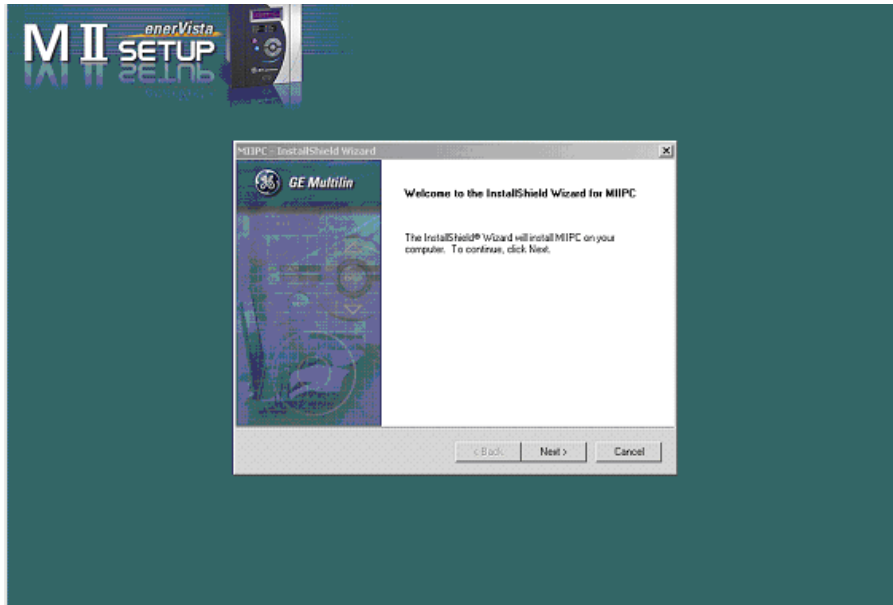 M II enerVista
SETUP
MIIPC - InstallShield Wizard
GE Multilin
Welcome to the InstallShield Wizard for MIIPC
The InstallShield® Wizard will install MIIPC on your
computer. To continue, click Next.
< Back
Next >
Cancel